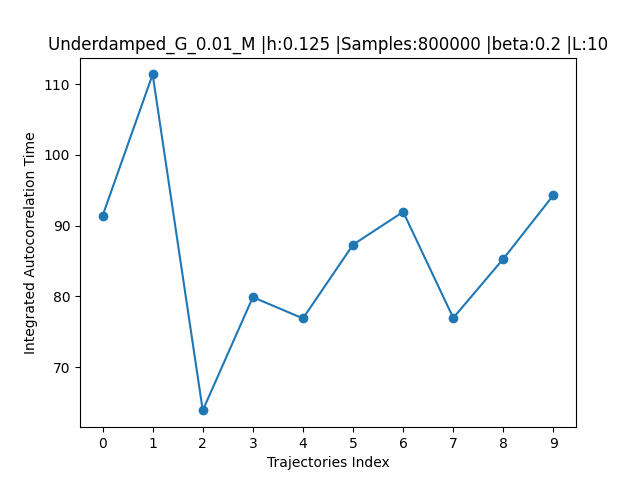 Underdamped_G_0.01_M |h:0.125 |Samples:800000 |beta:0.2 |L:10
Integrated Autocorrelation Time
110
100
90
80
70
0 1 2 3 4 5 6 7 8 9
Trajectories Index